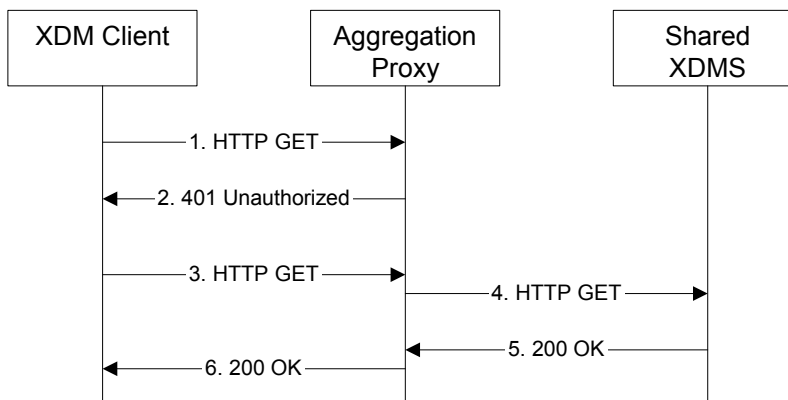 XDM Client
Aggregation
Proxy
Shared
XDMS
1. HTTP GET
2. 401 Unauthorized
3. HTTP GET
4. HTTP GET
5. 200 OK
6. 200 OK